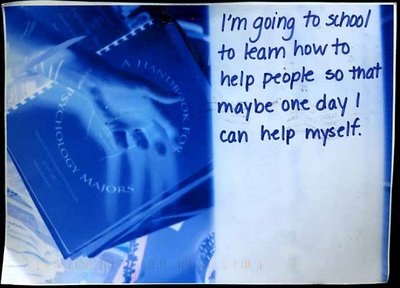 I'm going to school
to learn how to
help people so that
maybe one day I
can help myself.
A HANDBOOK FOR
PSYCHOLOGY MAJORS